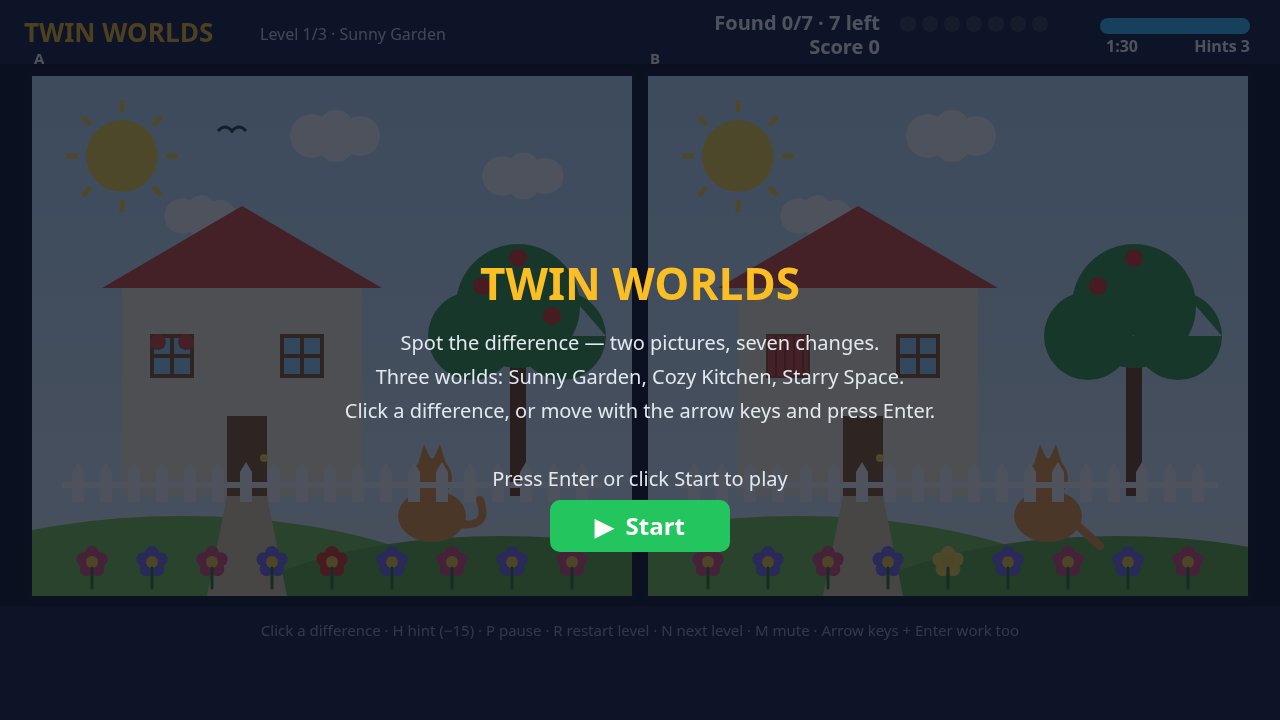 TWIN WORLDS
Level 1/3 · Sunny Garden
Found 0/7 · 7 left
Score 0
1:30
Hints 3
A
B
TWIN WORLDS
Spot the difference — two pictures, seven changes.
Three worlds: Sunny Garden, Cozy Kitchen, Starry Space.
Click a difference, or move with the arrow keys and press Enter.
Press Enter or click Start to play
▶ Start
Click a difference · H hint (−15) · P pause · R restart level · N next level · M mute · Arrow keys + Enter work too